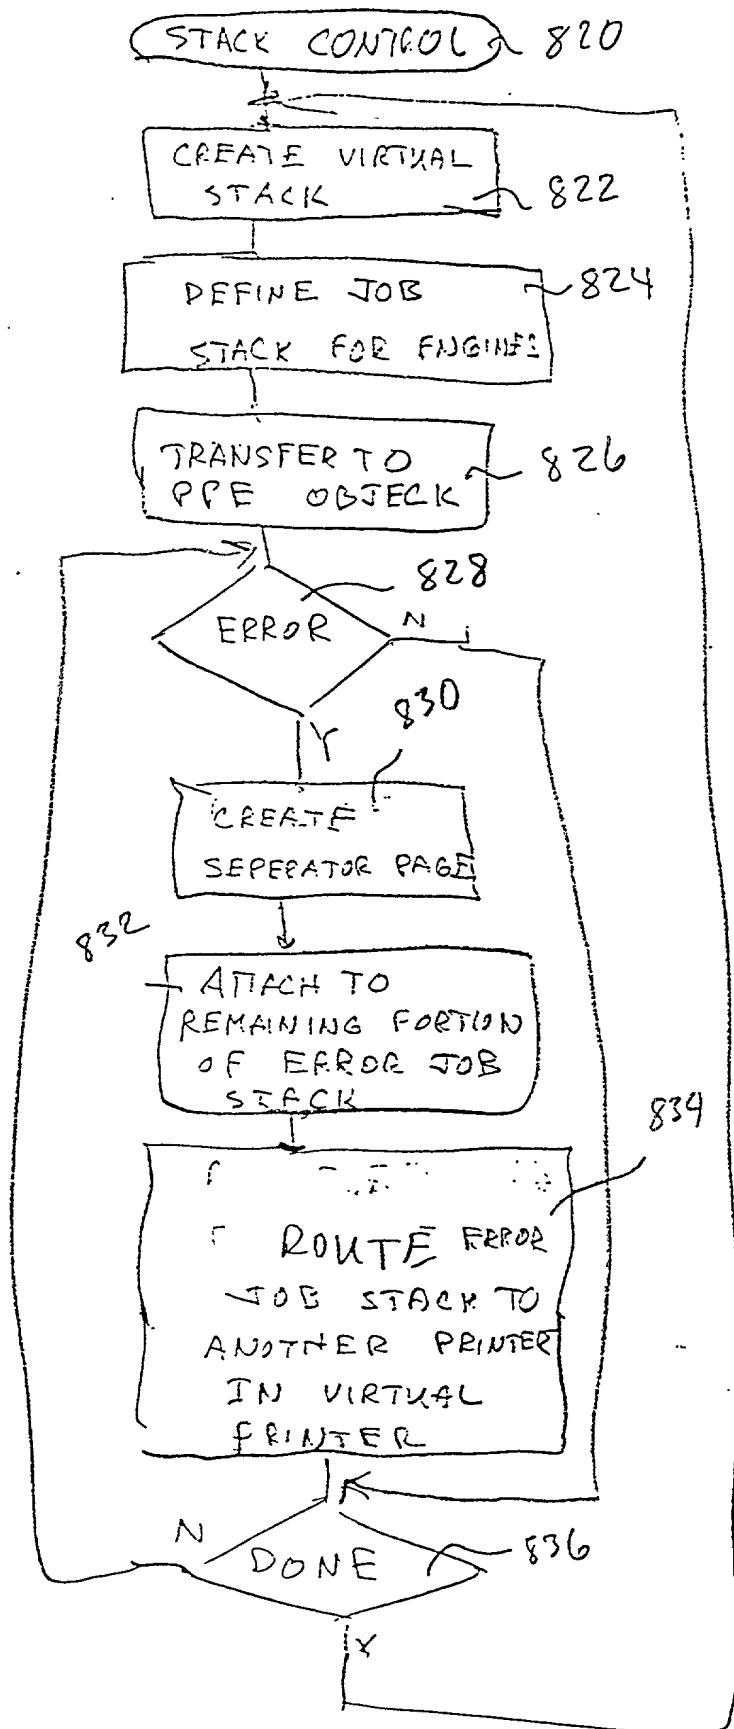 STACK CONTROL 820
CREATE VIRTUAL
STACK 822
DEFINE JOB 824
STACK FOR ENGINES
TRANSFER TO 826
PPE OBJECK
828
ERROR N
Y
830
CREATE
SEPERATOR PAGE
832
ATTACH TO
REMAINING PORTION
OF ERROR JOB
STACK
834
ROUTE ERROR
JOB STACK TO
ANOTHER PRINTER
IN VIRTUAL
PRINTER
N
DONE 836
Y